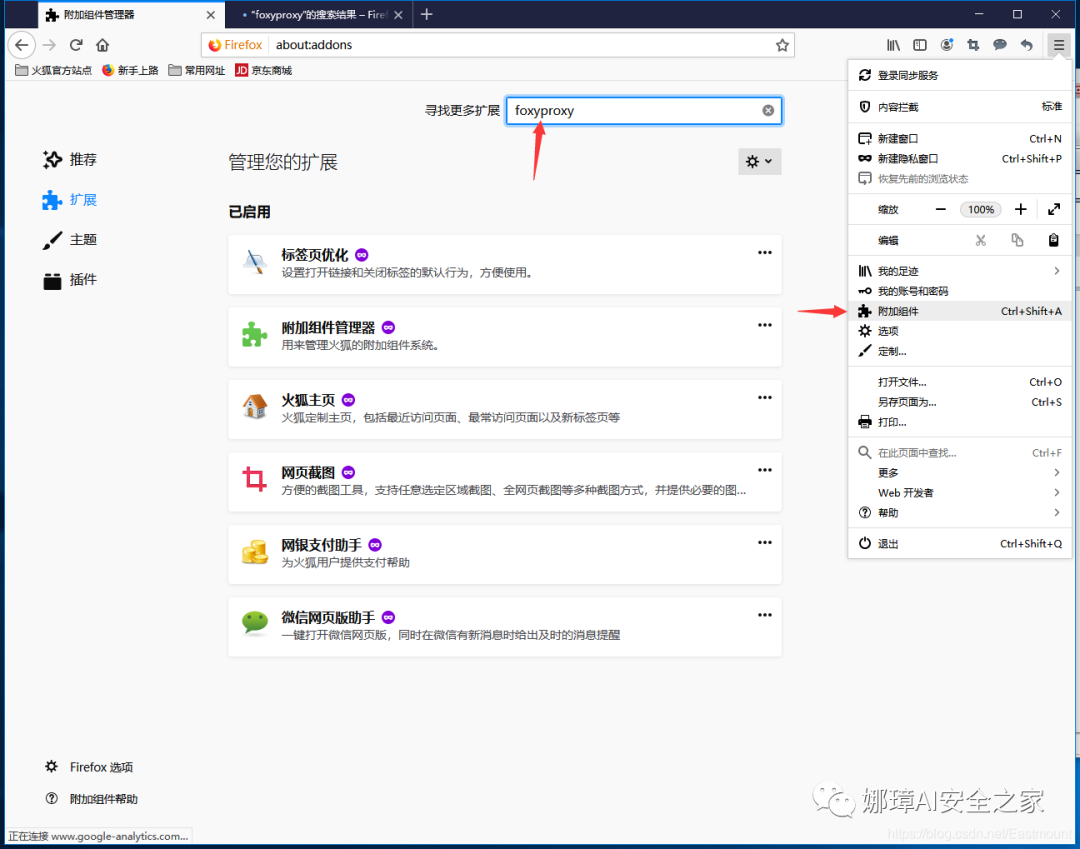 附加组件管理器
"foxyproxy"的搜索结果 – Fire
Firefox
about:addons
火狐官方站点
新手上路
常用网址
JD
京东商城
寻找更多扩展
foxyproxy
推荐
扩展
主题
插件
管理您的扩展
已启用
标签页优化
设置打开链接和关闭标签的默认行为，方便使用。
附加组件管理器
用来管理火狐的附加组件系统。
火狐主页
火狐定制主页，包括最近访问页面、最常访问页面以及新标签页等
网页截图
方便的截图工具，支持任意选定区域截图、全网页截图等多种截图方式，并提供必要的图...
网银支付助手
为火狐用户提供支付帮助
微信网页版助手
一键打开微信网页版，同时在微信有新消息时给出及时的消息提醒
登录同步服务
内容拦截 标准
新建窗口 Ctrl+N
新建隐私窗口 Ctrl+Shift+P
恢复先前的浏览状态
缩放 100%
编辑
我的足迹
我的账号和密码
附加组件 Ctrl+Shift+A
选项
定制...
打开文件... Ctrl+O
另存页面为... Ctrl+S
打印...
在此页面中查找... Ctrl+F
更多
Web 开发者
帮助
退出 Ctrl+Shift+Q
Firefox 选项
附加组件帮助
正在连接 www.google-analytics.com...
娜璋AI安全之家
https://blog.csdn.net/Eastmount